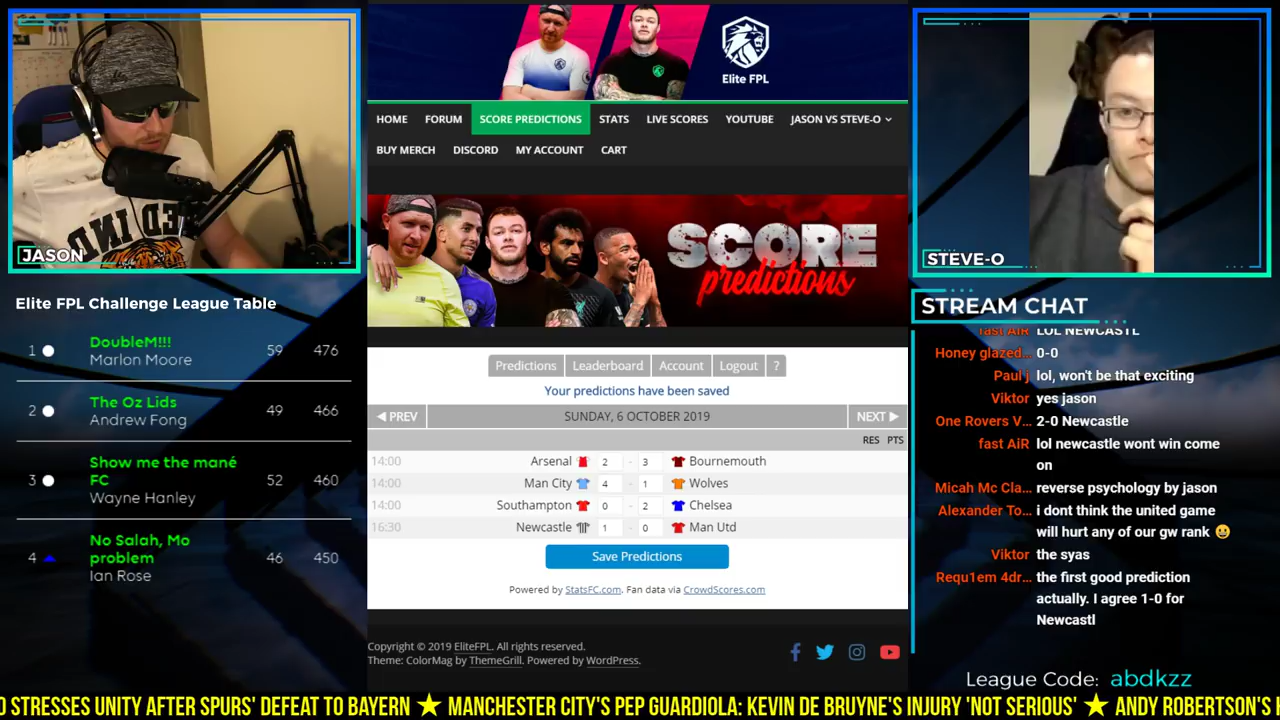 JASON
Elite FPL Challenge League Table
1 DoubleM!!! 59 476
Marlon Moore
2 The Oz Lids 49 466
Andrew Fong
3 Show me the mané 52 460
FC
Wayne Hanley
4 No Salah, Mo 46 450
problem
Ian Rose
Elite FPL
HOME FORUM SCORE PREDICTIONS STATS LIVE SCORES YOUTUBE JASON VS STEVE-O
BUY MERCH DISCORD MY ACCOUNT CART
SCORE
predictions
Predictions Leaderboard Account Logout ?
Your predictions have been saved
◀ PREV SUNDAY, 6 OCTOBER 2019 NEXT ▶
RES PTS
14:00 Arsenal 2 - 3 Bournemouth
14:00 Man City 4 - 1 Wolves
14:00 Southampton 0 - 2 Chelsea
16:30 Newcastle 1 - 0 Man Utd
Save Predictions
Powered by StatsFC.com. Fan data via CrowdScores.com
Copyright © 2019 EliteFPL. All rights reserved.
Theme: ColorMag by ThemeGrill. Powered by WordPress.
STEVE-O
STREAM CHAT
fast AiR LOL NEWCASTL
Honey glazed... 0-0
Paul j lol, won't be that exciting
Viktor yes jason
One Rovers V... 2-0 Newcastle
fast AiR lol newcastle wont win come
on
Micah Mc Cla... reverse psychology by jason
Alexander To... i dont think the united game
will hurt any of our gw rank 😀
Viktor the syas
Requ1em 4dr... the first good prediction
actually. I agree 1-0 for
Newcastl
League Code: abdkzz
O STRESSES UNITY AFTER SPURS' DEFEAT TO BAYERN ★ MANCHESTER CITY'S PEP GUARDIOLA: KEVIN DE BRUYNE'S INJURY 'NOT SERIOUS' ★ ANDY ROBERTSON'S